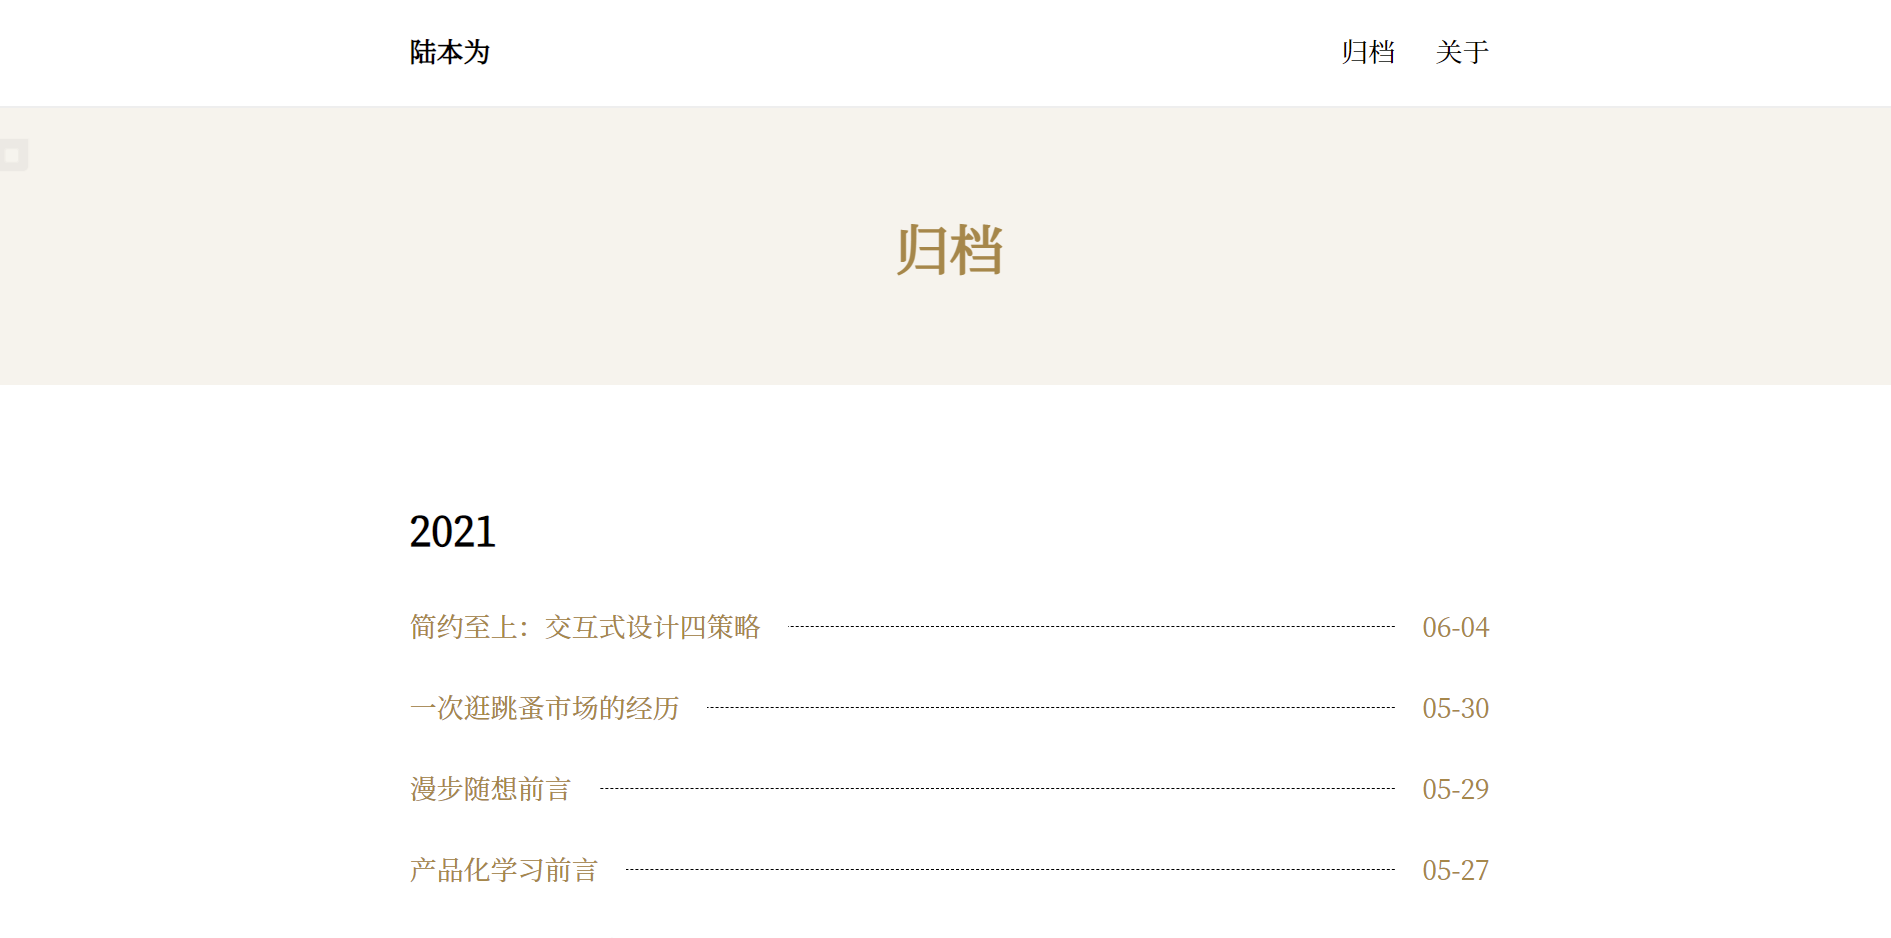 陆本为
归档 关于
归档
2021
简约至上：交互式设计四策略 06-04
一次逛跳蚤市场的经历 05-30
漫步随想前言 05-29
产品化学习前言 05-27